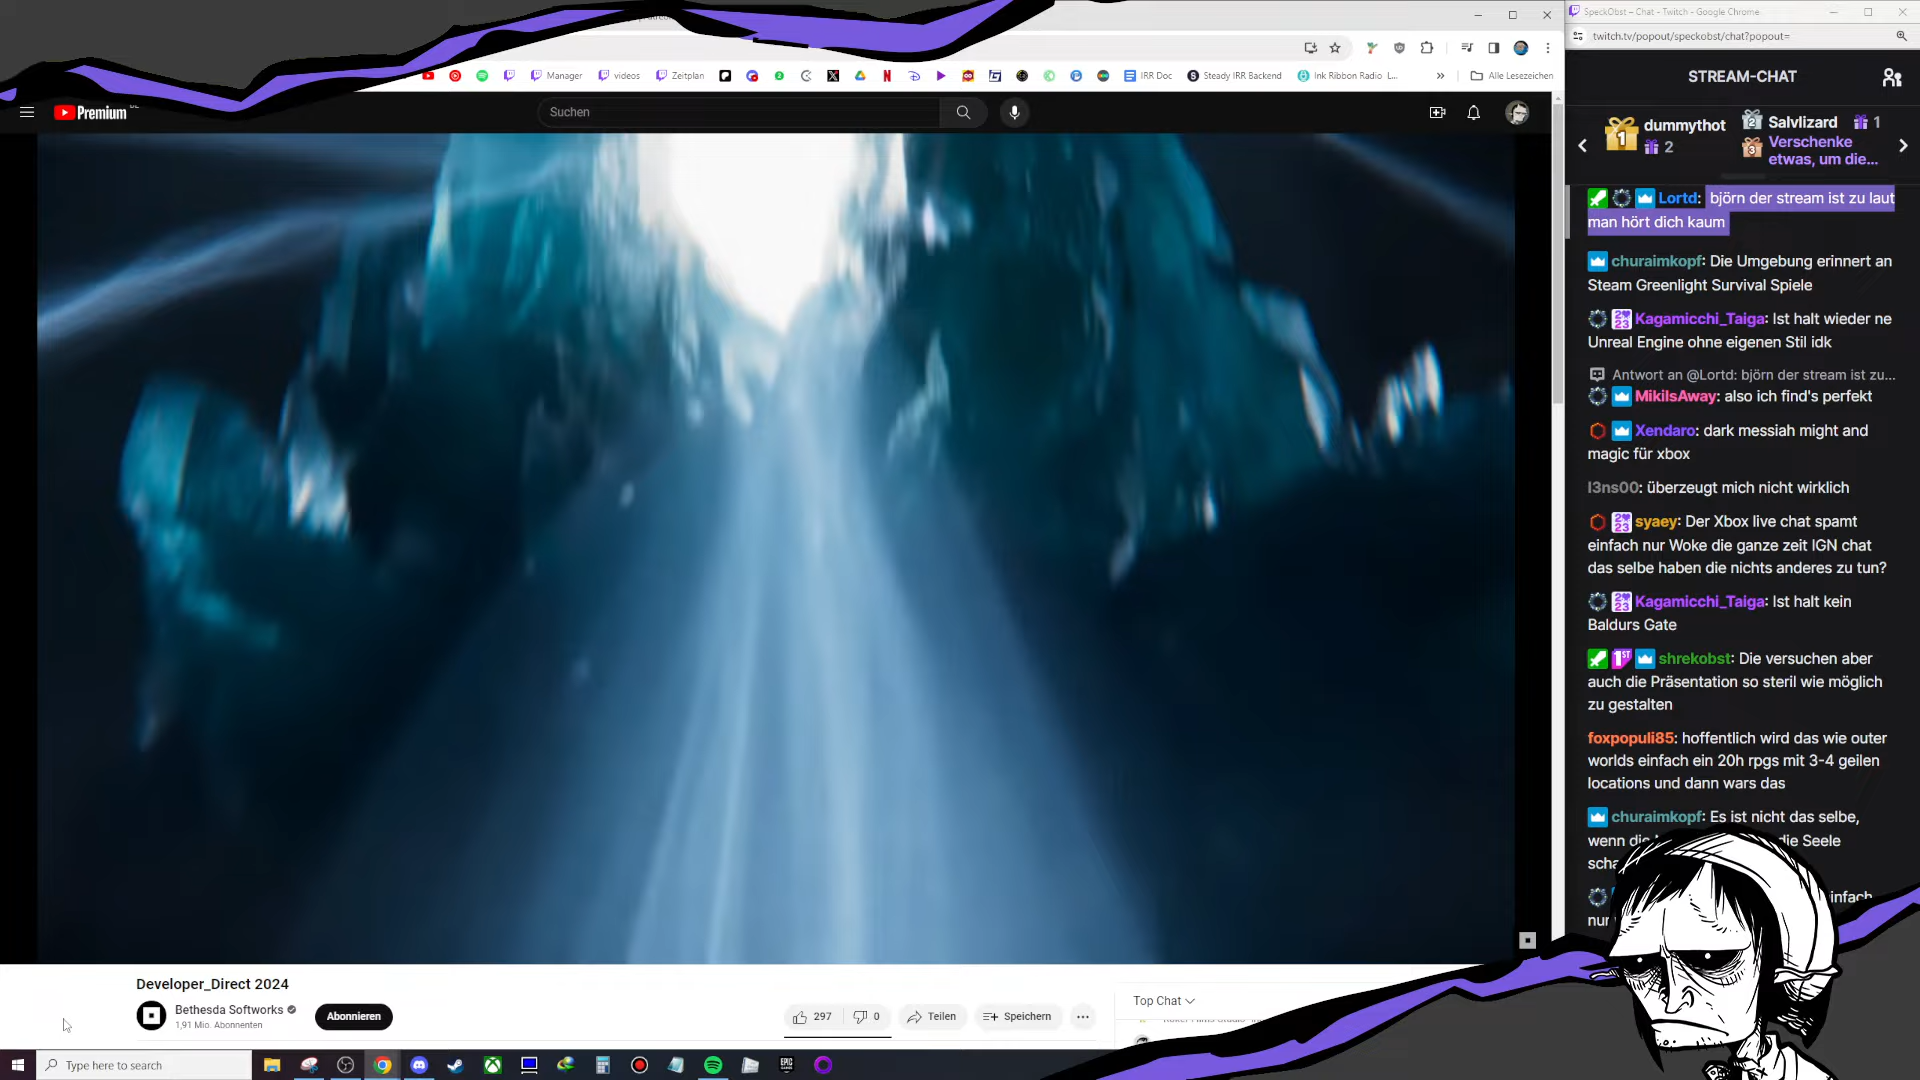 SpeckObst – Chat - Twitch - Google Chrome
twitch.tv/popout/speckobst/chat?popout=
Manager
videos
Zeitplan
IRR Doc
Steady IRR Backend
Ink Ribbon Radio L...
»
Alle Lesezeichen
Premium
Suchen
STREAM-CHAT
1 dummythot
2
2 Salvlizard 1
3 Verschenke
etwas, um die...
Lortd: björn der stream ist zu laut
man hört dich kaum
churaimkopf: Die Umgebung erinnert an
Steam Greenlight Survival Spiele
Kagamicchi_Taiga: Ist halt wieder ne
Unreal Engine ohne eigenen Stil idk
Antwort an @Lortd: björn der stream ist zu...
MikilsAway: also ich find's perfekt
Xendaro: dark messiah might and
magic für xbox
l3ns00: überzeugt mich nicht wirklich
syaey: Der Xbox live chat spamt
einfach nur Woke die ganze zeit IGN chat
das selbe haben die nichts anderes zu tun?
Kagamicchi_Taiga: Ist halt kein
Baldurs Gate
shrekobst: Die versuchen aber
auch die Präsentation so steril wie möglich
zu gestalten
foxpopuli85: hoffentlich wird das wie outer
worlds einfach ein 20h rpgs mit 3-4 geilen
locations und dann wars das
churaimkopf: Es ist nicht das selbe,
wenn die
die Seele
nur
Developer_Direct 2024
Bethesda Softworks
1,91 Mio. Abonnenten
Abonnieren
297
0
Teilen
Speichern
Top Chat
Type here to search